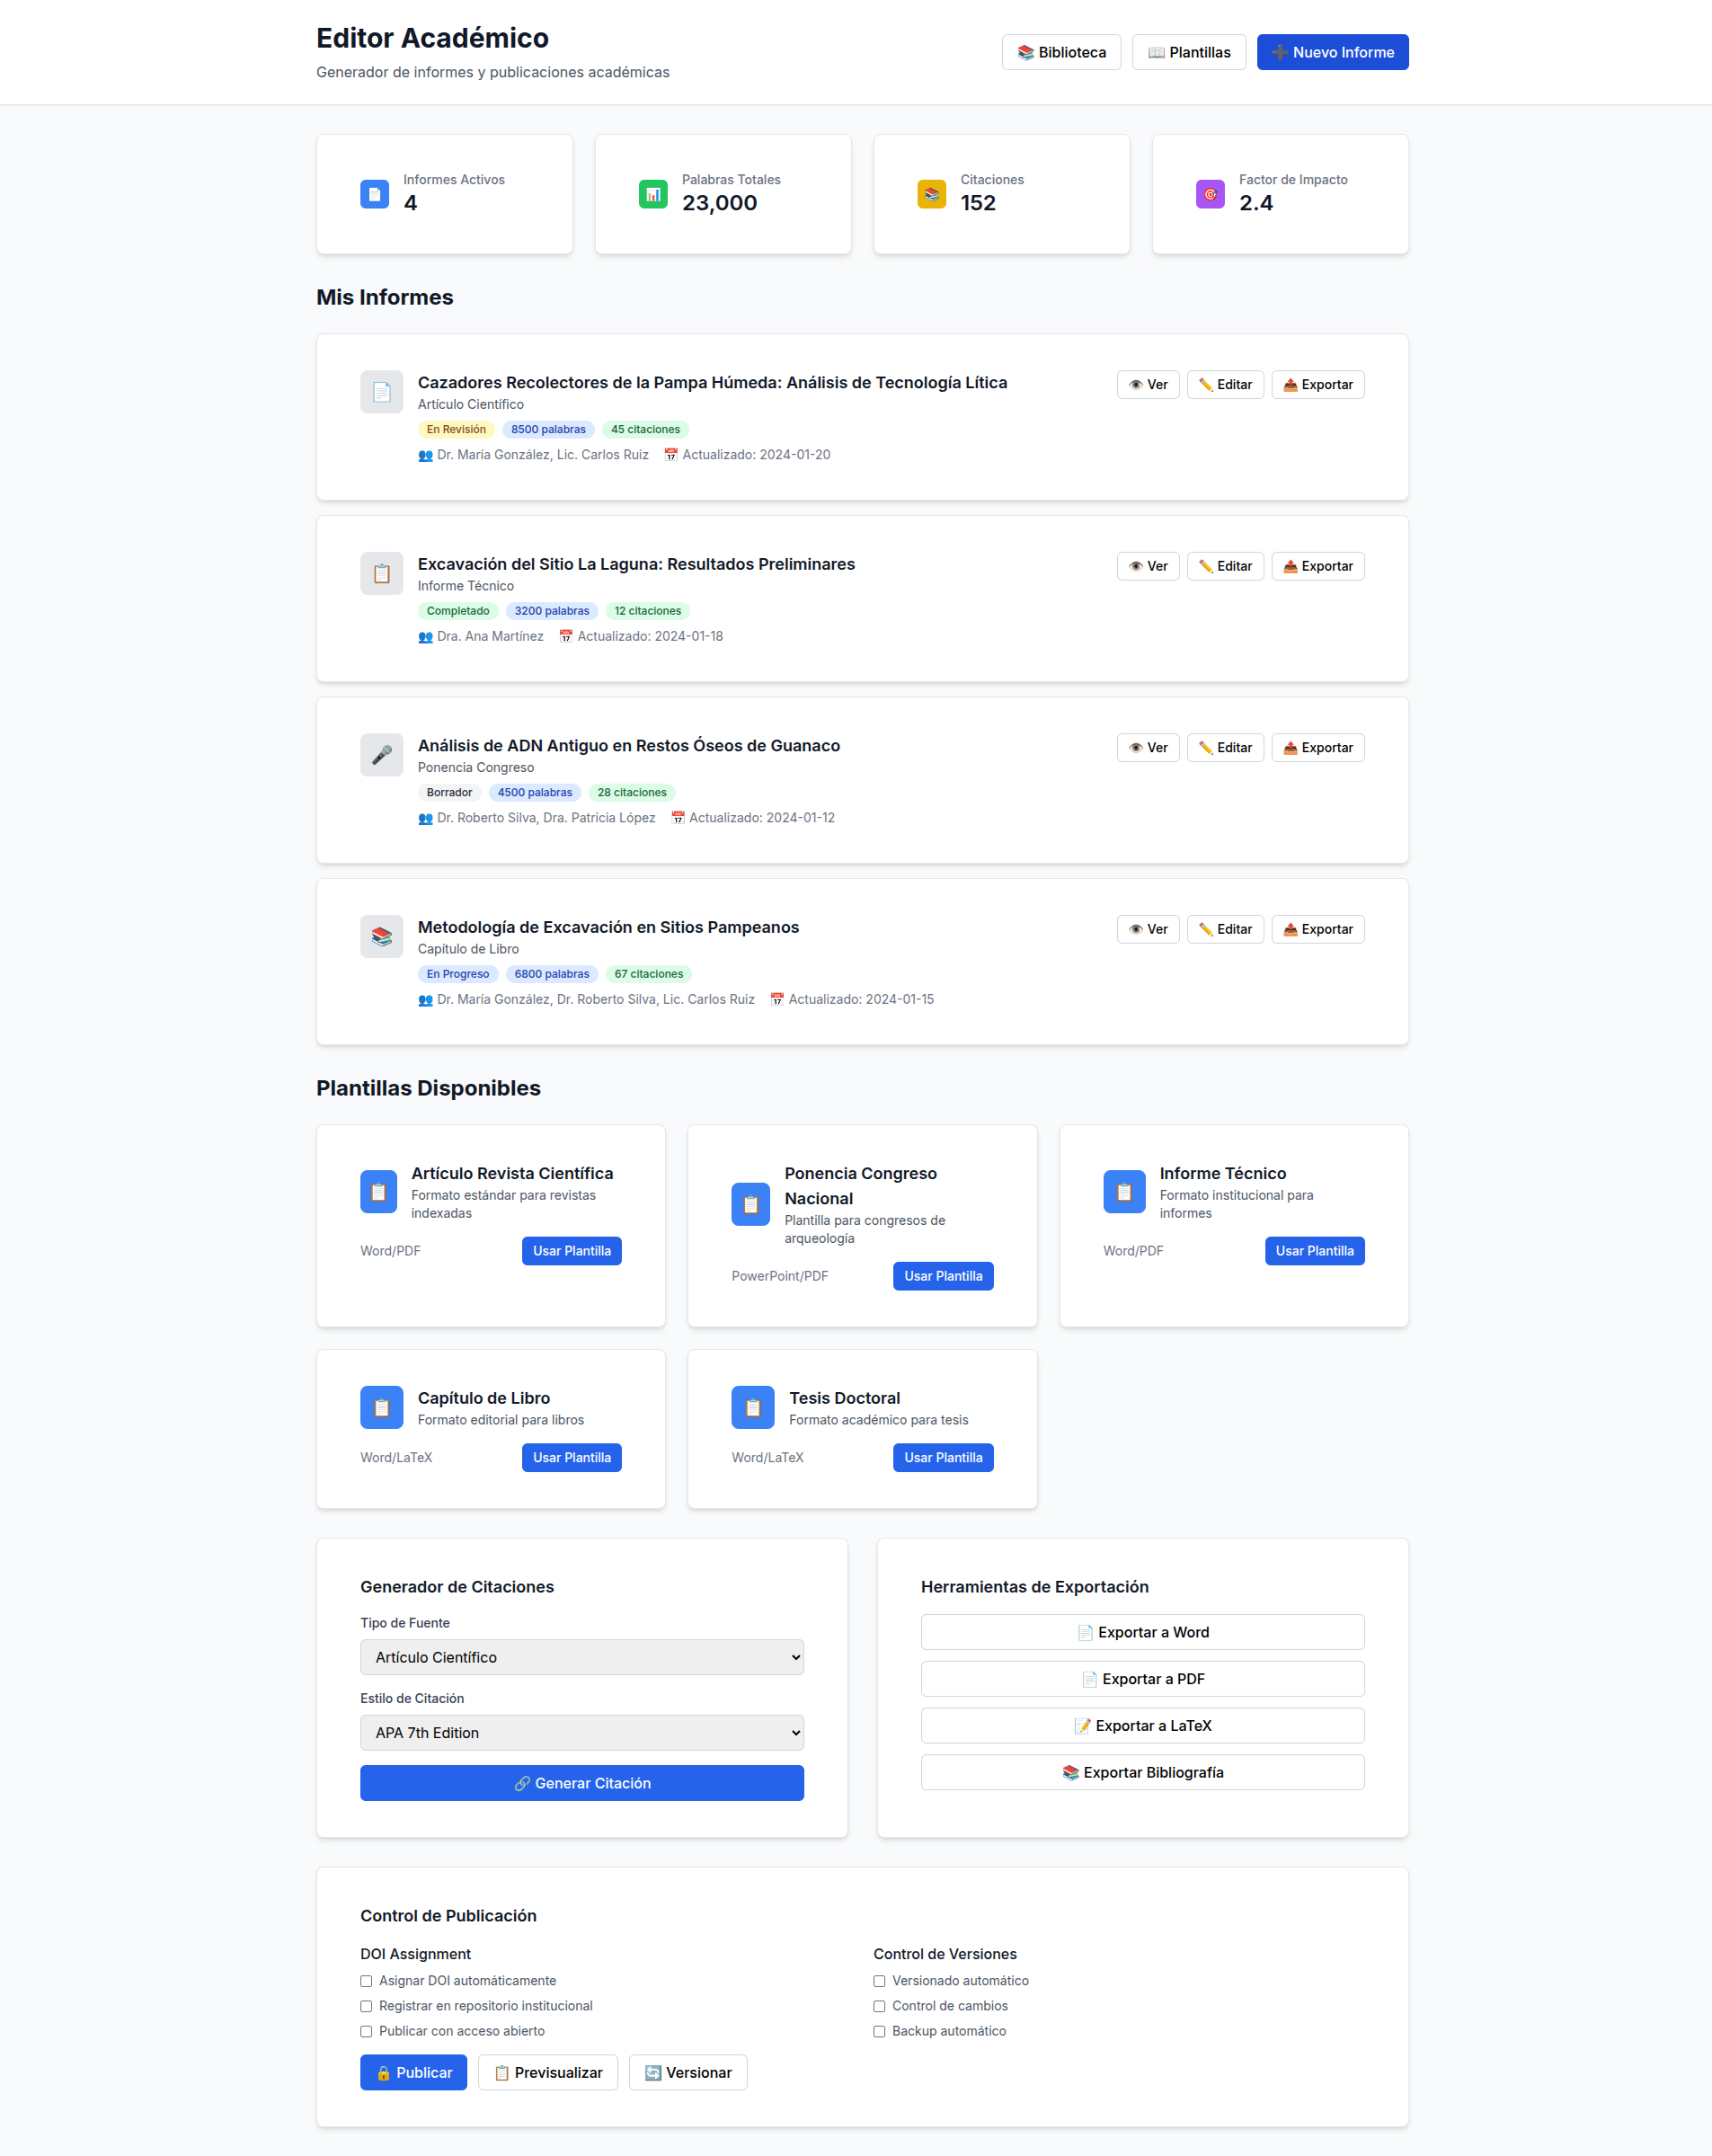 Editor Académico
Generador de informes y publicaciones académicas
📚 Biblioteca
📖 Plantillas
➕ Nuevo Informe
Informes Activos
4
Palabras Totales
23,000
Citaciones
152
Factor de Impacto
2.4
Mis Informes
Cazadores Recolectores de la Pampa Húmeda: Análisis de Tecnología Lítica
Artículo Científico
En Revisión 8500 palabras 45 citaciones
👥 Dr. María González, Lic. Carlos Ruiz 📅 Actualizado: 2024-01-20
👁️ Ver ✏️ Editar 📤 Exportar
Excavación del Sitio La Laguna: Resultados Preliminares
Informe Técnico
Completado 3200 palabras 12 citaciones
👥 Dra. Ana Martínez 📅 Actualizado: 2024-01-18
👁️ Ver ✏️ Editar 📤 Exportar
Análisis de ADN Antiguo en Restos Óseos de Guanaco
Ponencia Congreso
Borrador 4500 palabras 28 citaciones
👥 Dr. Roberto Silva, Dra. Patricia López 📅 Actualizado: 2024-01-12
👁️ Ver ✏️ Editar 📤 Exportar
Metodología de Excavación en Sitios Pampeanos
Capítulo de Libro
En Progreso 6800 palabras 67 citaciones
👥 Dr. María González, Dr. Roberto Silva, Lic. Carlos Ruiz 📅 Actualizado: 2024-01-15
👁️ Ver ✏️ Editar 📤 Exportar
Plantillas Disponibles
Artículo Revista Científica
Formato estándar para revistas
indexadas
Word/PDF
Usar Plantilla
Ponencia Congreso
Nacional
Plantilla para congresos de
arqueología
PowerPoint/PDF
Usar Plantilla
Informe Técnico
Formato institucional para
informes
Word/PDF
Usar Plantilla
Capítulo de Libro
Formato editorial para libros
Word/LaTeX
Usar Plantilla
Tesis Doctoral
Formato académico para tesis
Word/LaTeX
Usar Plantilla
Generador de Citaciones
Tipo de Fuente
Artículo Científico
Estilo de Citación
APA 7th Edition
🔗 Generar Citación
Herramientas de Exportación
📄 Exportar a Word
📄 Exportar a PDF
📝 Exportar a LaTeX
📚 Exportar Bibliografía
Control de Publicación
DOI Assignment
Asignar DOI automáticamente
Registrar en repositorio institucional
Publicar con acceso abierto
Control de Versiones
Versionado automático
Control de cambios
Backup automático
🔒 Publicar
📋 Previsualizar
🔄 Versionar